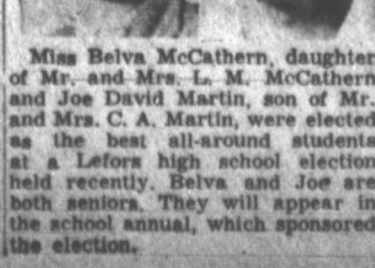 Miss Belva McCathern, daughter
of Mr. and Mrs. L. M. McCathern
and Joe David Martin, son of Mr.
and Mrs. C. A. Martin, were elected
as the best all-around students
at a Lefors high school election
held recently. Belva and Joe are
both seniors. They will appear in
the school annual, which sponsored
the election.